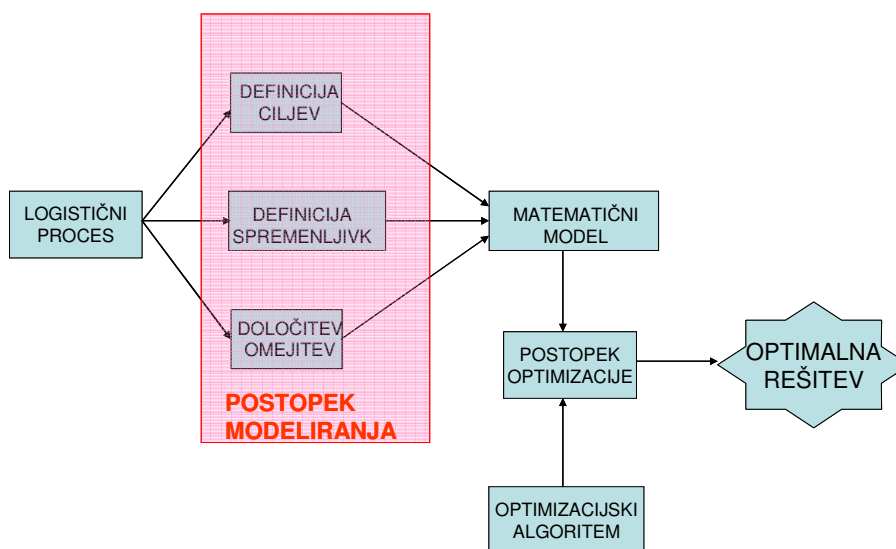 DEFINICIJA
CILJEV
LOGISTIČNI
PROCES
DEFINICIJA
SPREMENLJIVK
MATEMATIČNI
MODEL
DOLOČITEV
OMEJITEV
POSTOPEK
MODELIRANJA
POSTOPEK
OPTIMIZACIJE
OPTIMALNA
REŠITEV
OPTIMIZACIJSKI
ALGORITEM